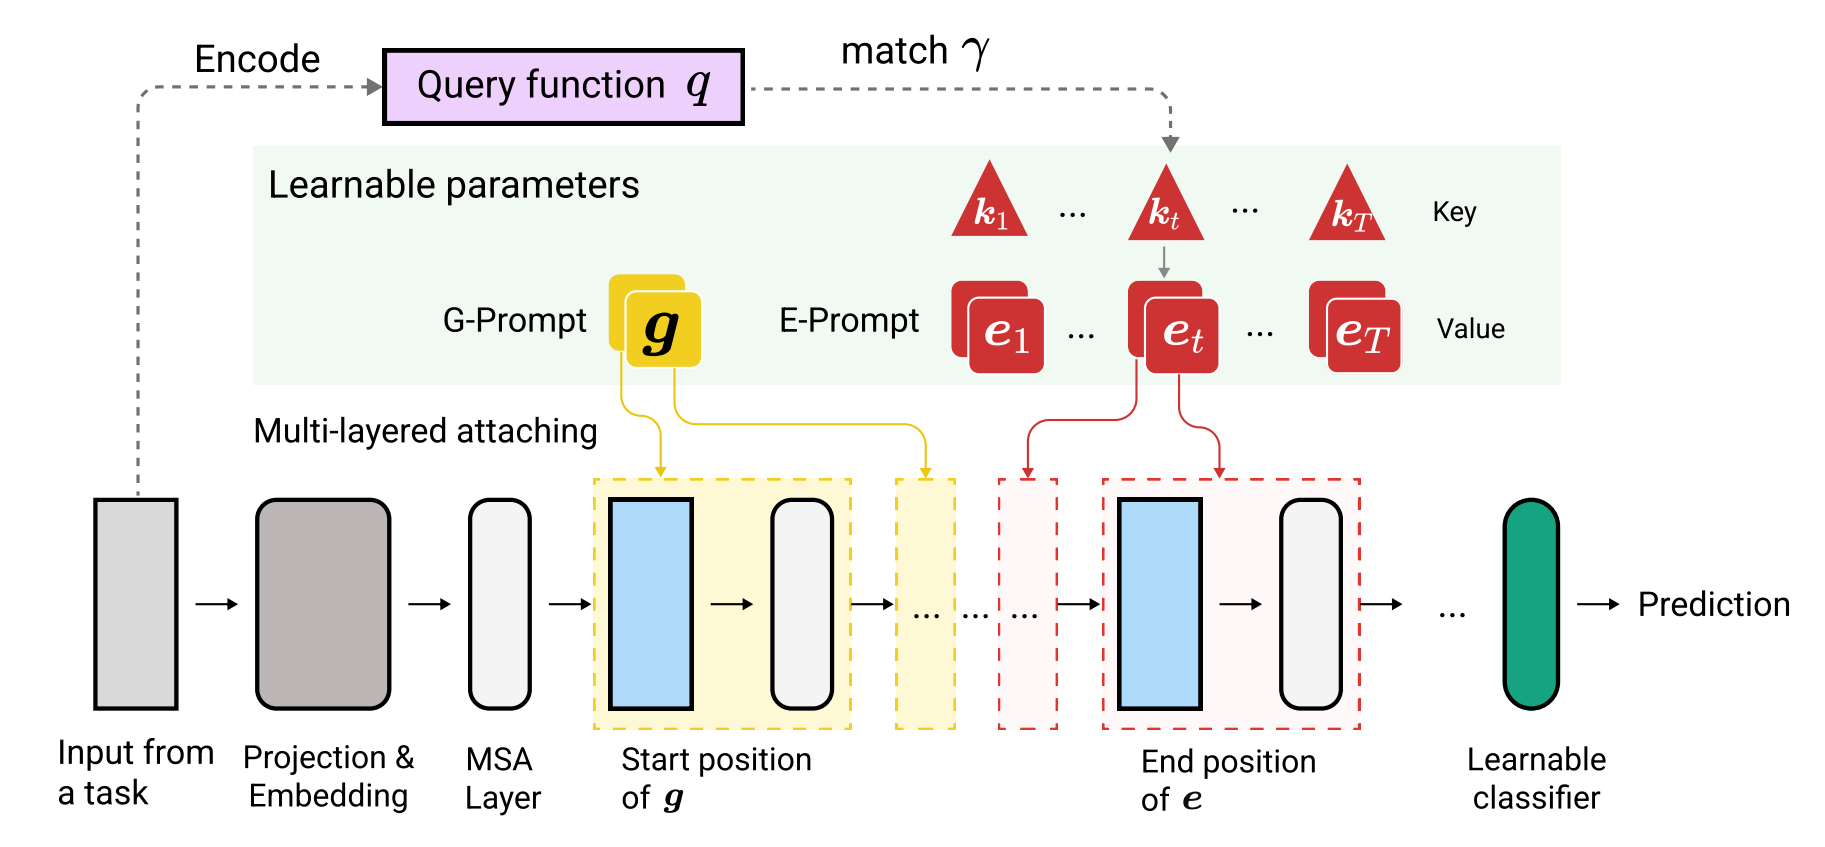 Encode
Query function q
match γ
Learnable parameters
k1 ... kt ... kT Key
G-Prompt g E-Prompt e1 ... et ... eT Value
Multi-layered attaching
... ... ... ...
Prediction
Input from
a task
Projection &
Embedding
MSA
Layer
Start position
of g
End position
of e
Learnable
classifier